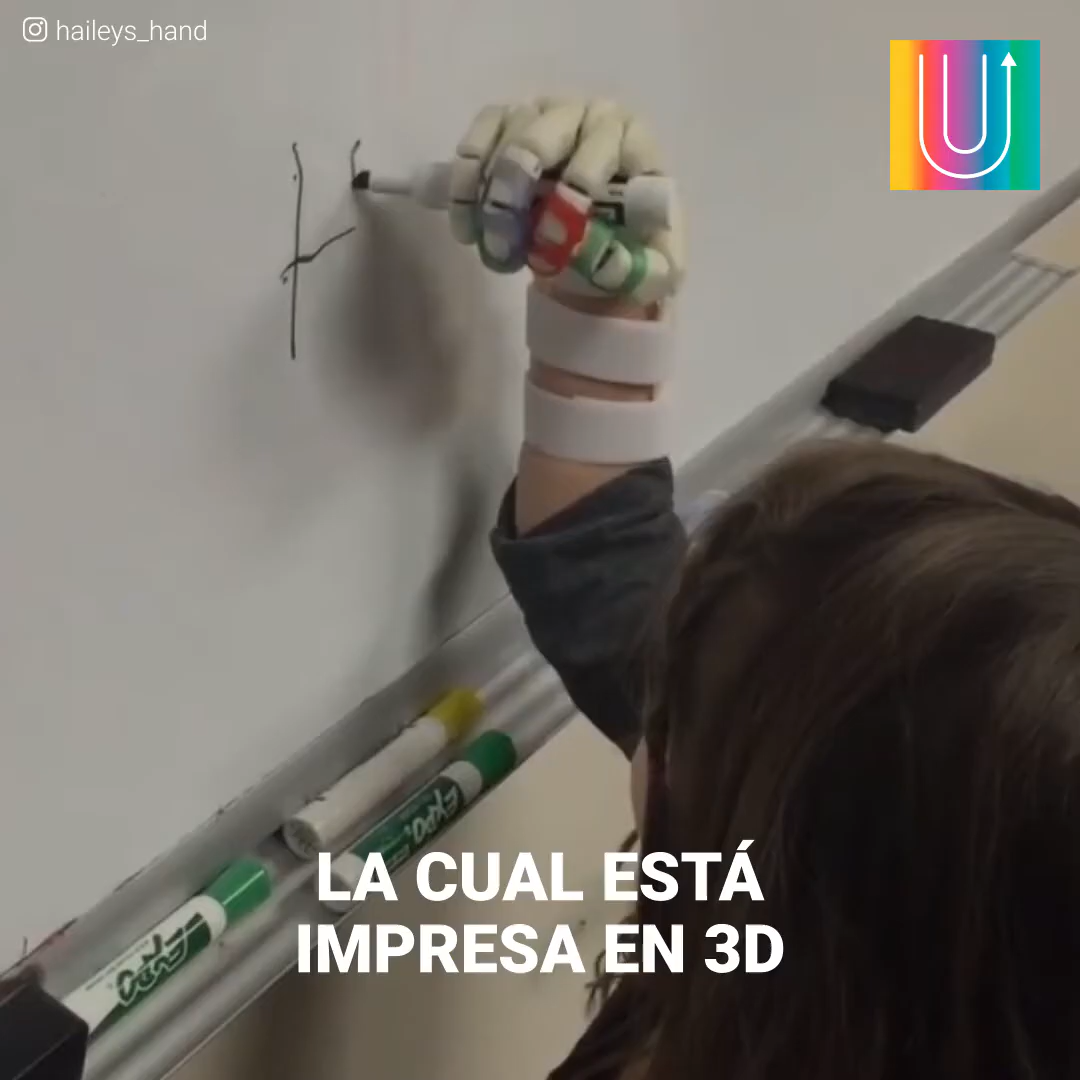 haileys_hand
U
EXPO
EXPO
LA CUAL ESTÁ
IMPRESA EN 3D